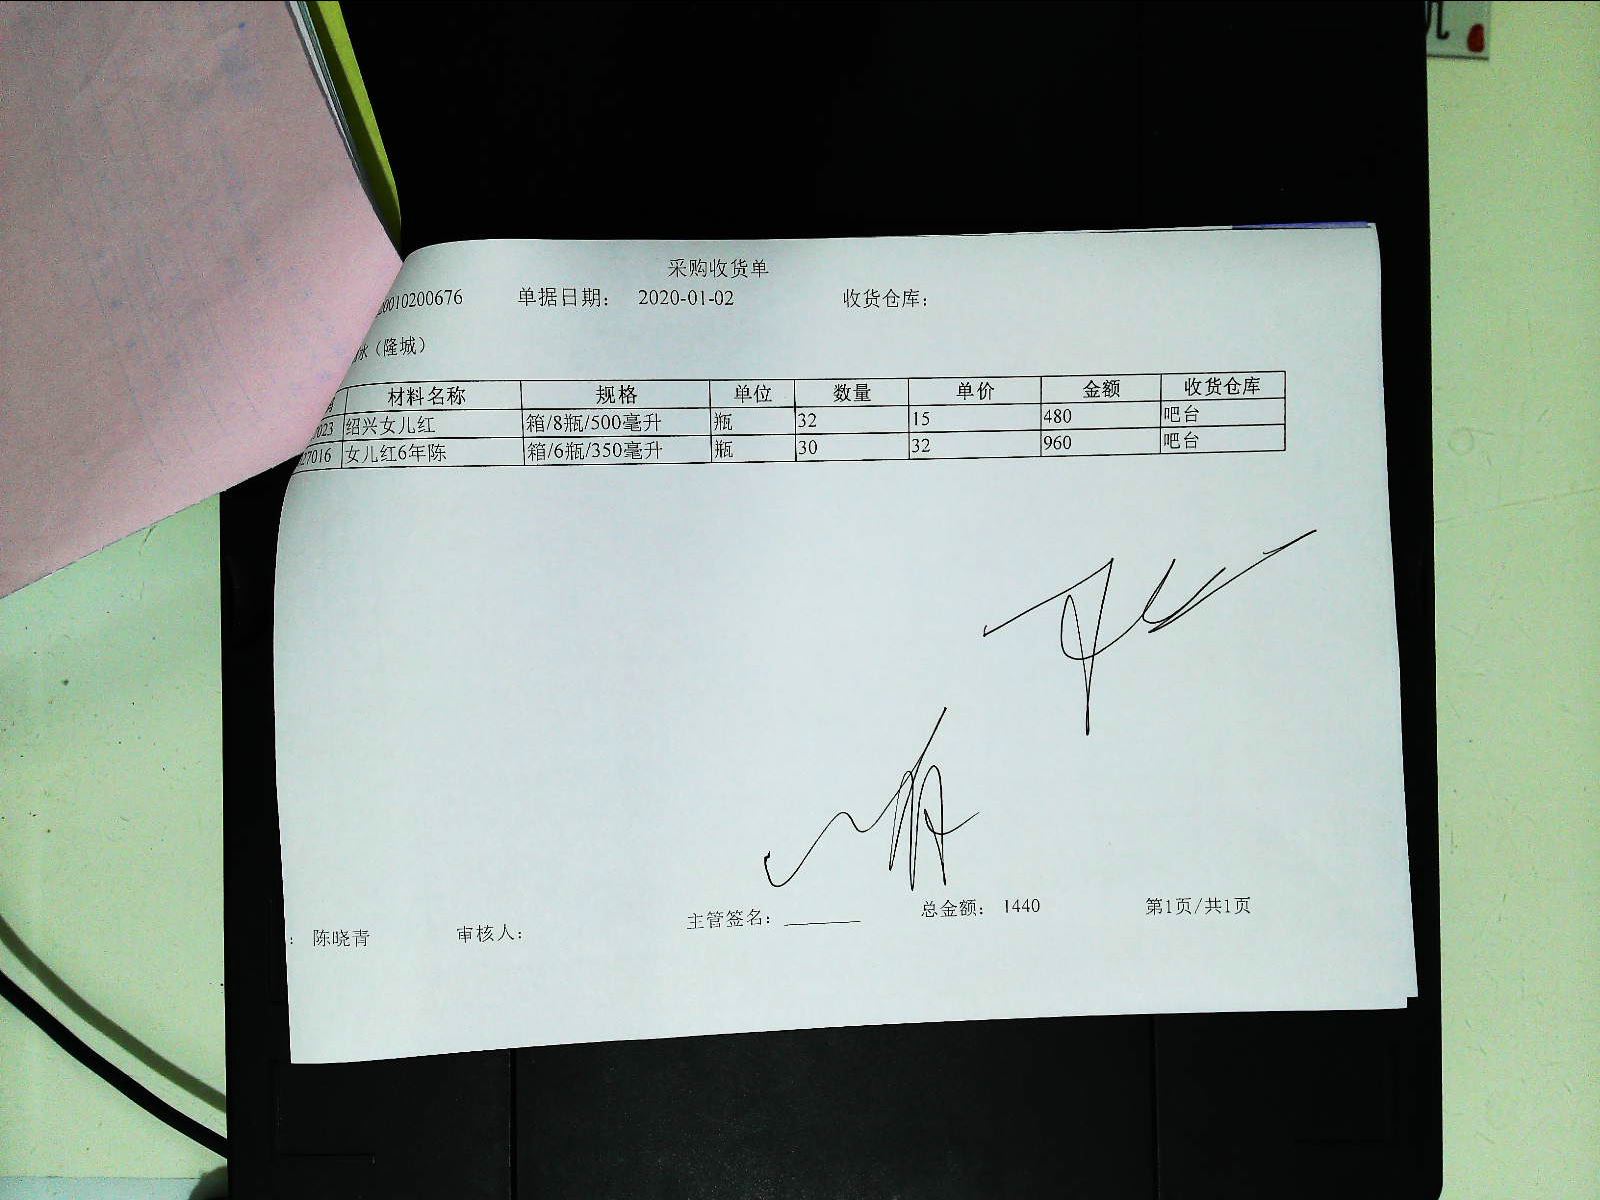 采购收货单
0010200676 单据日期： 2020-01-02 收货仓库：
（隆城）
材料名称 规格 单位 数量 单价 金额 收货仓库
023 绍兴女儿红 箱/8瓶/500毫升 瓶 32 15 480 吧台
7016 女儿红6年陈 箱/6瓶/350毫升 瓶 30 32 960 吧台
主管签名： 总金额： 1440 第1页/共1页
： 陈晓青 审核人：